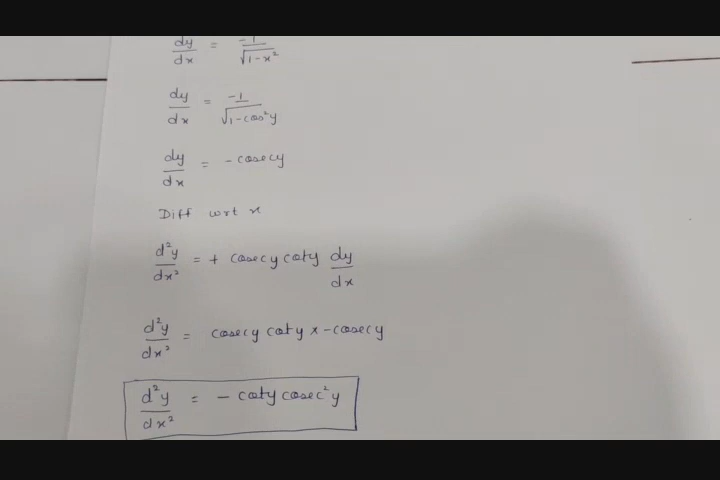 dy/dx = -1/√1-x²
dy/dx = -1/√1-cos²y
dy/dx = -cosecy
Diff wrt x
d²y/dx² = + cosecy coty dy/dx
d²y/dx² = cosecy coty x -cosecy
d²y/dx² = - coty cosec²y